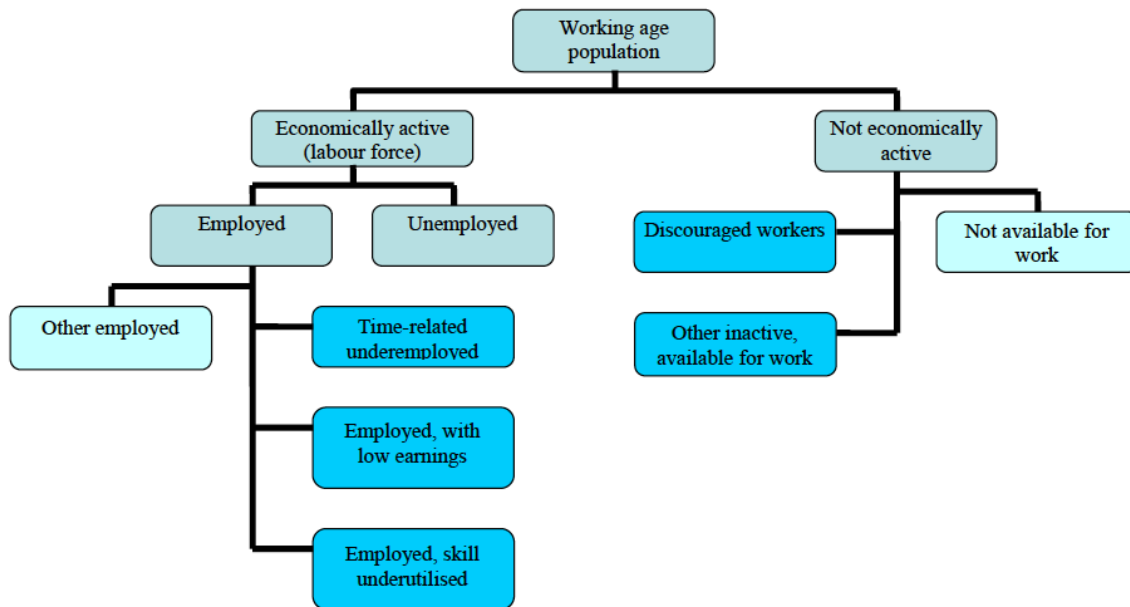 Working age
population
Economically active
(labour force)
Not economically
active
Employed
Unemployed
Discouraged workers
Not available for
work
Other employed
Time-related
underemployed
Other inactive,
available for work
Employed, with
low earnings
Employed, skill
underutilised